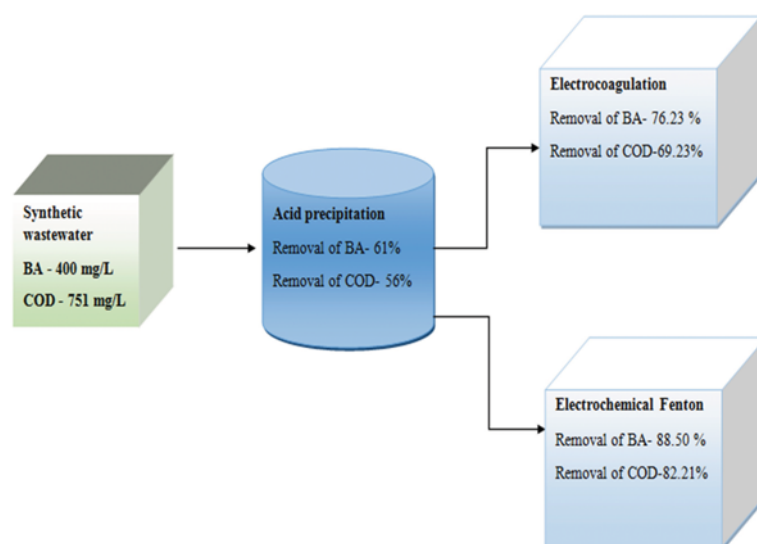 Synthetic
wastewater
BA - 400 mg/L
COD - 751 mg/L
Acid precipitation
Removal of BA- 61%
Removal of COD- 56%
Electrocoagulation
Removal of BA- 76.23 %
Removal of COD-69.23%
Electrochemical Fenton
Removal of BA- 88.50 %
Removal of COD-82.21%